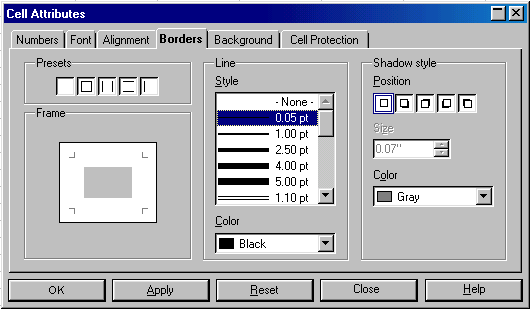 Cell Attributes
Numbers Font Alignment Borders Background Cell Protection
Presets
Frame
Line
Style
- None -
0.05 pt
1.00 pt
2.50 pt
4.00 pt
5.00 pt
1.10 pt
Color
Black
Shadow style
Position
Size
0.07"
Color
Gray
OK Apply Reset Close Help